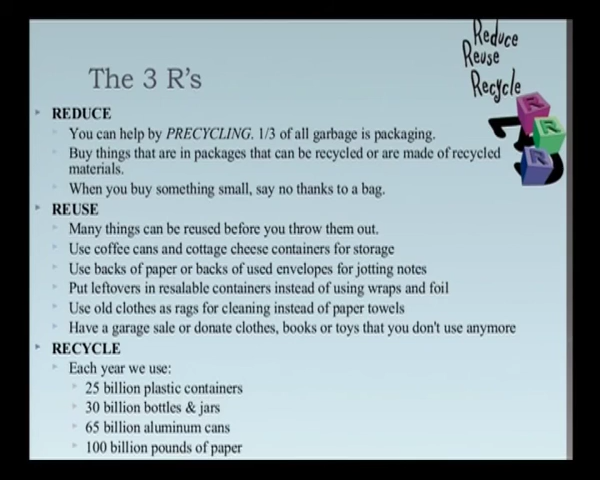 Reduce
Reuse
Recycle
The 3 R's
REDUCE
You can help by PRECYCLING. 1/3 of all garbage is packaging.
Buy things that are in packages that can be recycled or are made of recycled
materials.
When you buy something small, say no thanks to a bag.
REUSE
Many things can be reused before you throw them out.
Use coffee cans and cottage cheese containers for storage
Use backs of paper or backs of used envelopes for jotting notes
Put leftovers in resalable containers instead of using wraps and foil
Use old clothes as rags for cleaning instead of paper towels
Have a garage sale or donate clothes, books or toys that you don't use anymore
RECYCLE
Each year we use:
25 billion plastic containers
30 billion bottles & jars
65 billion aluminum cans
100 billion pounds of paper
R
R
R